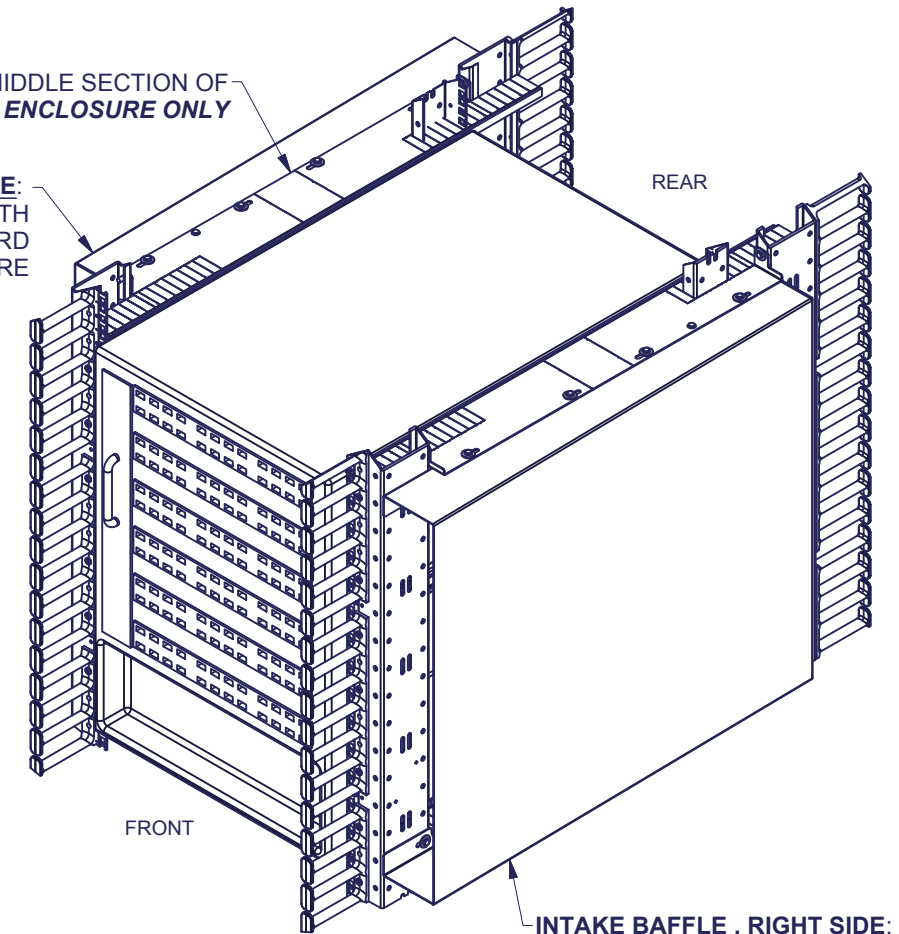 MIDDLE SECTION OF
ENCLOSURE ONLY
E:
TH
RD
RE
REAR
FRONT
INTAKE BAFFLE . RIGHT SIDE: